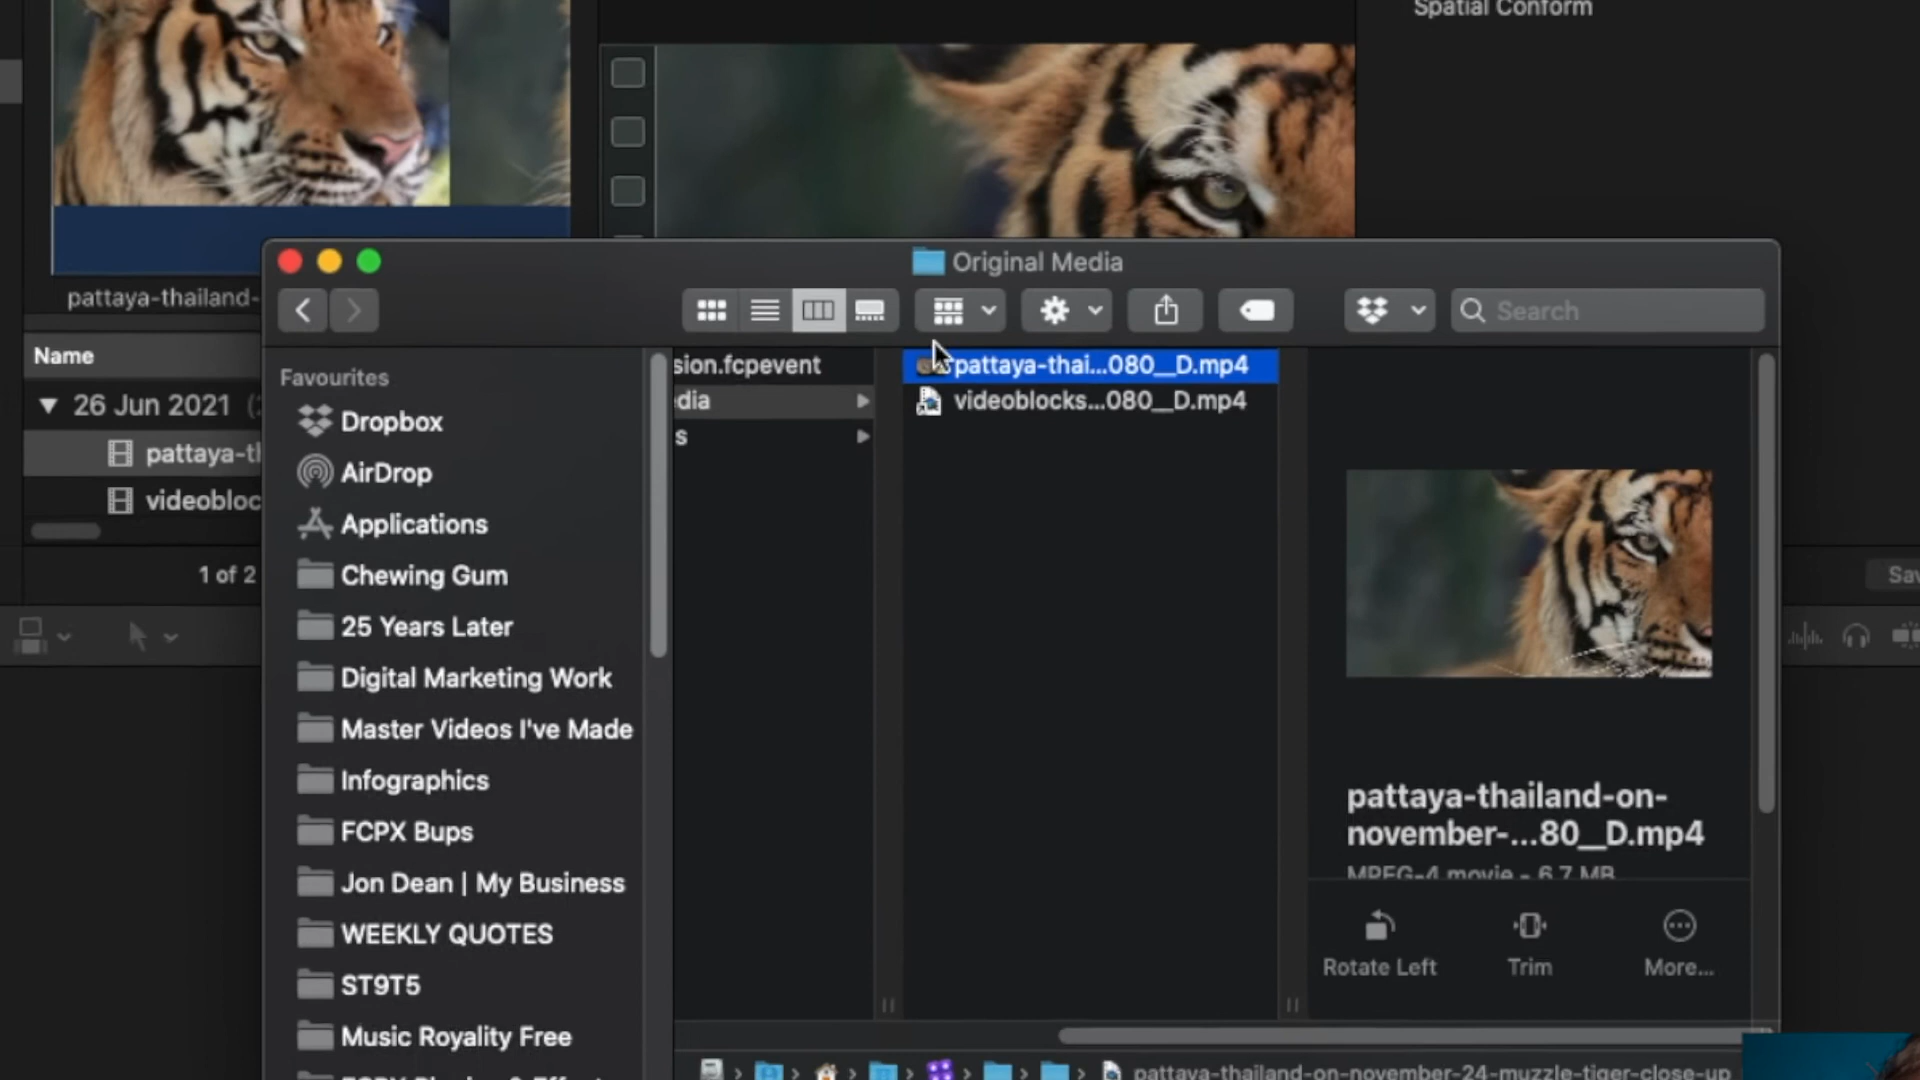 Spatial Conform
Original Media
pattaya-thailand-
Search
Name
sion.fcpevent
pattaya-thai...080__D.mp4
Favourites
26 Jun 2021
dia
videoblocks...080__D.mp4
Dropbox
s
pattaya-th
AirDrop
videobloc
Applications
1 of 2
Chewing Gum
Sav
25 Years Later
Digital Marketing Work
Master Videos I've Made
Infographics
pattaya-thailand-on-
november-...80__D.mp4
FCPX Bups
MPEG-4 movie - 6.7 MB
Jon Dean | My Business
WEEKLY QUOTES
Rotate Left
Trim
More...
ST9T5
Music Royality Free
pattaya-thailand-on-november-24-muzzle-tiger-close-up